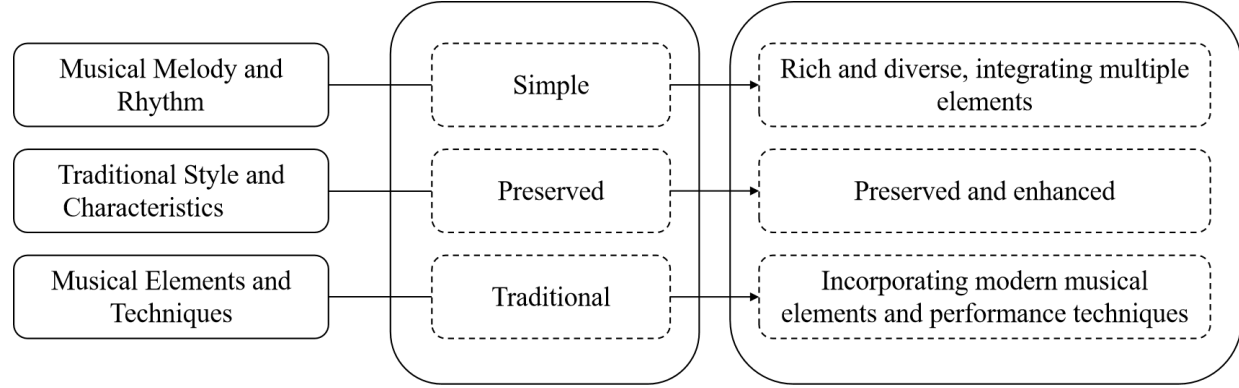 Musical Melody and
Rhythm
Simple
Rich and diverse, integrating multiple
elements
Traditional Style and
Characteristics
Preserved
Preserved and enhanced
Musical Elements and
Techniques
Traditional
Incorporating modern musical
elements and performance techniques